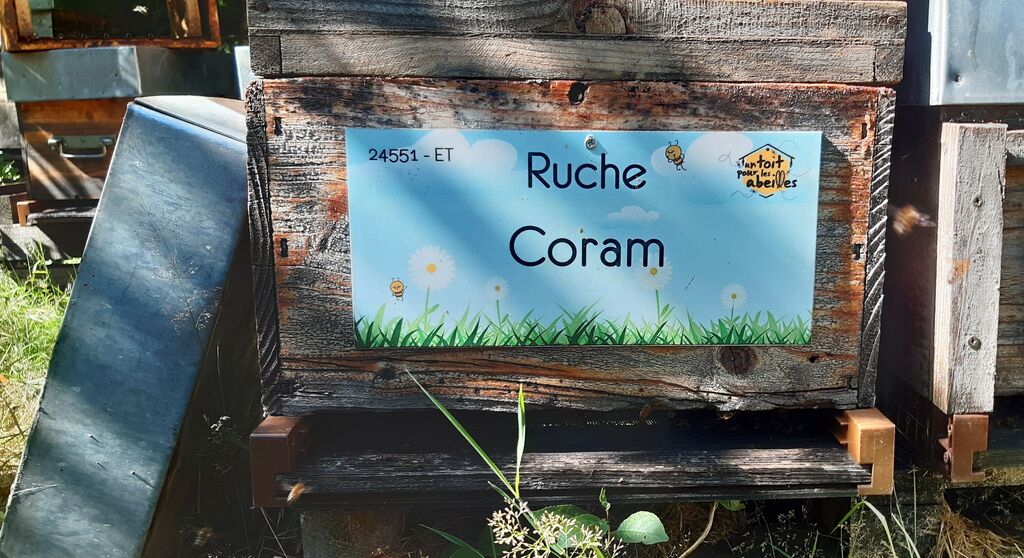 24551 - ET
Ruche
Coram
un toit
pour les
abeilles